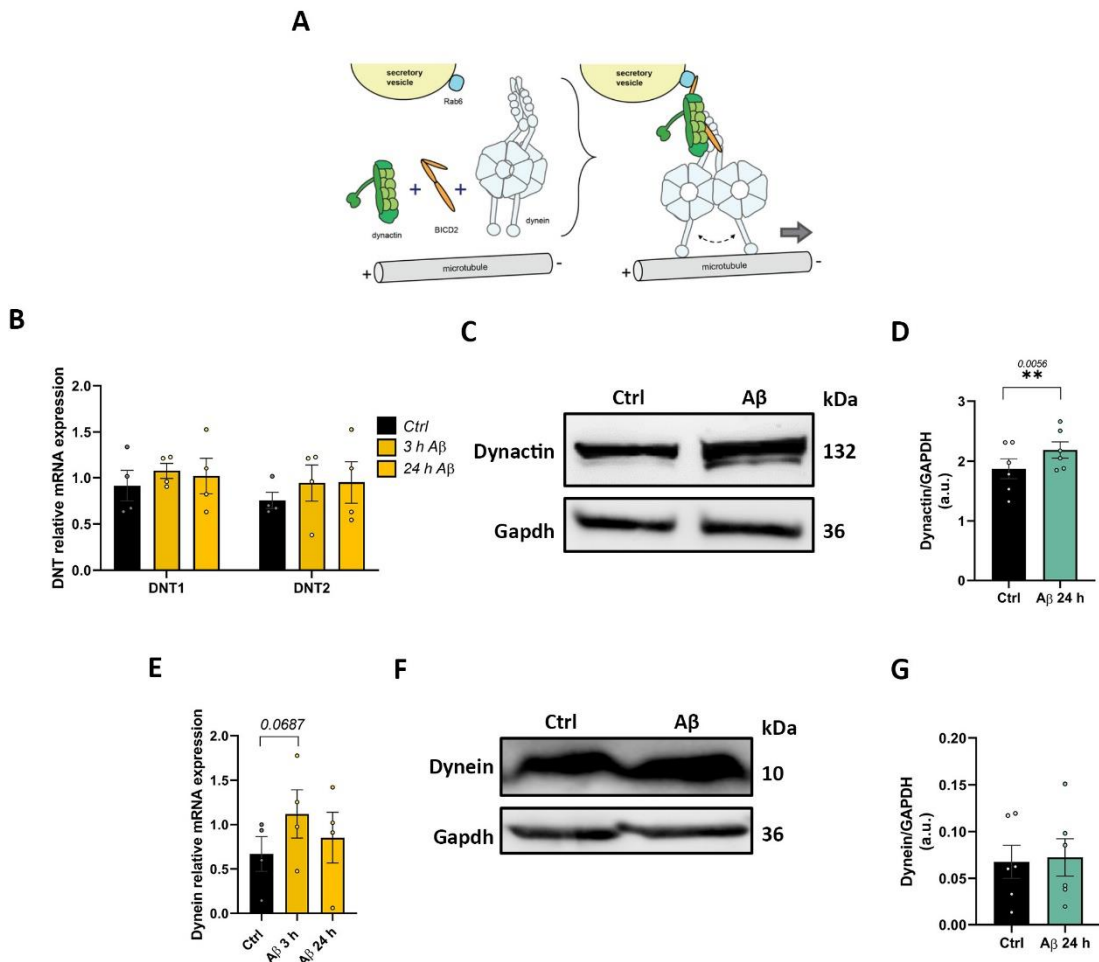 A
secretory
vesicle
Rab6
dynactin
+
BICD2
+
dynein
+
microtubule
-
secretory
vesicle
+
microtubule
-
B
DNT relative mRNA expression
2.0
1.5
1.0
0.5
0.0
DNT1
DNT2
Ctrl
3 h Aβ
24 h Aβ
C
Ctrl Aβ kDa
Dynactin 132
Gapdh 36
D
0.0056
**
Dynactin/GAPDH
(a.u.)
3
2
1
0
Ctrl Aβ 24 h
E
0.0687
Dynein relative mRNA expression
2.0
1.5
1.0
0.5
0.0
Ctrl
Aβ 3 h
Aβ 24 h
F
Ctrl Aβ kDa
Dynein 10
Gapdh 36
G
Dynein/GAPDH
(a.u.)
0.20
0.15
0.10
0.05
0.00
Ctrl Aβ 24 h